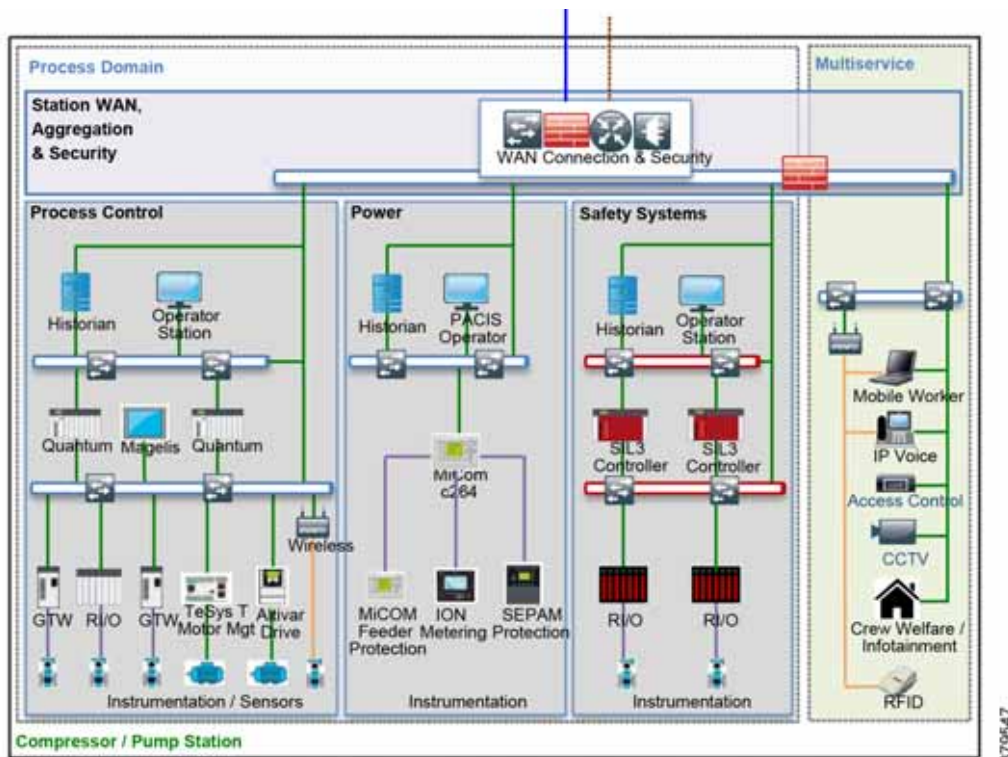 Process Domain
Multiservice
Station WAN,
Aggregation
& Security
WAN Connection & Security
Process Control
Power
Safety Systems
Historian
Operator
Station
Historian
PACIS
Operator
Historian
Operator
Station
Quantum
Magelis
Quantum
MiCom
c264
SIL3
Controller
SIL3
Controller
Mobile Worker
IP Voice
Access Control
CCTV
Crew Welfare /
Infotainment
RFID
Wireless
GTW
RI/O
GTW
TeSys T
Motor Mgt
Altivar
Drive
MiCOM
Feeder
Protection
ION
Metering
SEPAM
Protection
RI/O
RI/O
Instrumentation / Sensors
Instrumentation
Instrumentation
Compressor / Pump Station